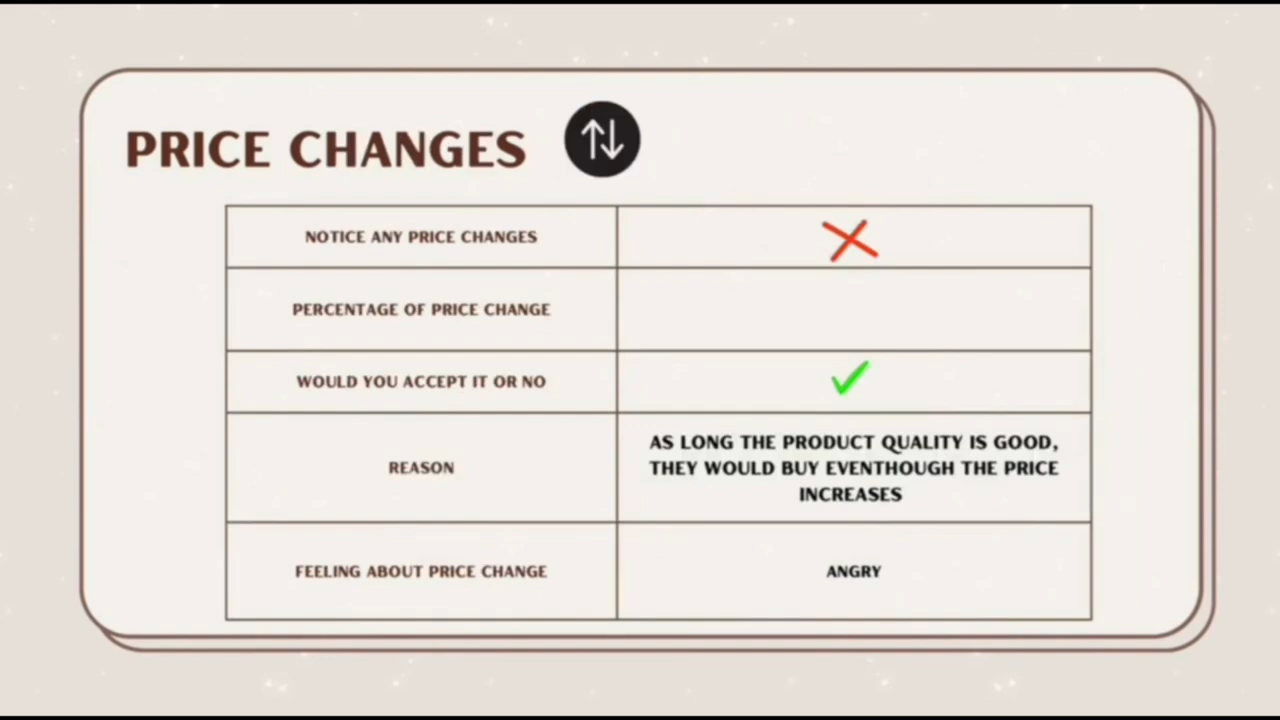 PRICE CHANGES
NOTICE ANY PRICE CHANGES
PERCENTAGE OF PRICE CHANGE
WOULD YOU ACCEPT IT OR NO
REASON
AS LONG THE PRODUCT QUALITY IS GOOD,
THEY WOULD BUY EVENTHOUGH THE PRICE
INCREASES
FEELING ABOUT PRICE CHANGE
ANGRY